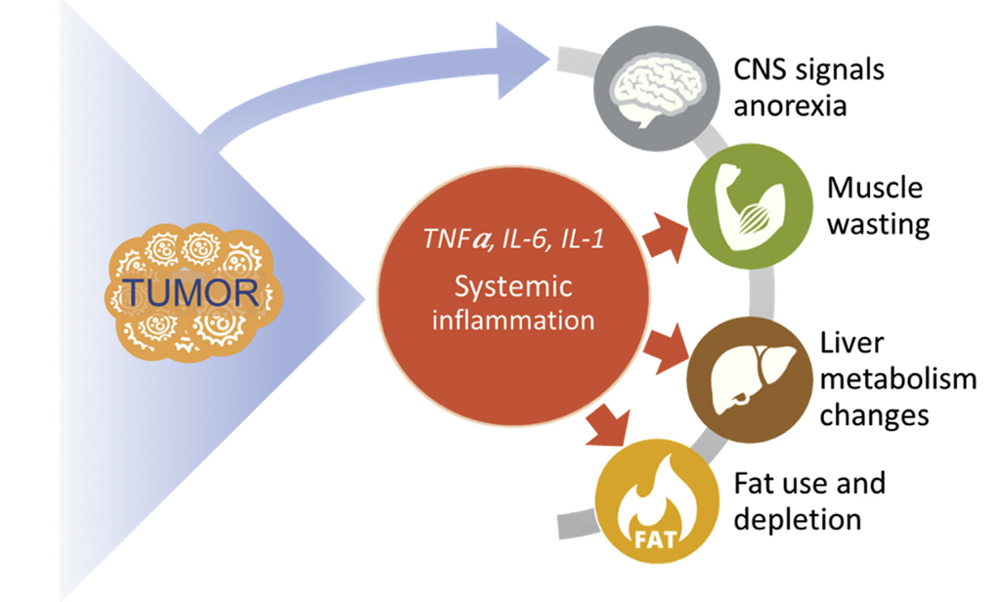 CNS signals
anorexia
Muscle
wasting
TNFα, IL-6, IL-1
Systemic
inflammation
TUMOR
Liver
metabolism
changes
Fat use and
depletion
FAT